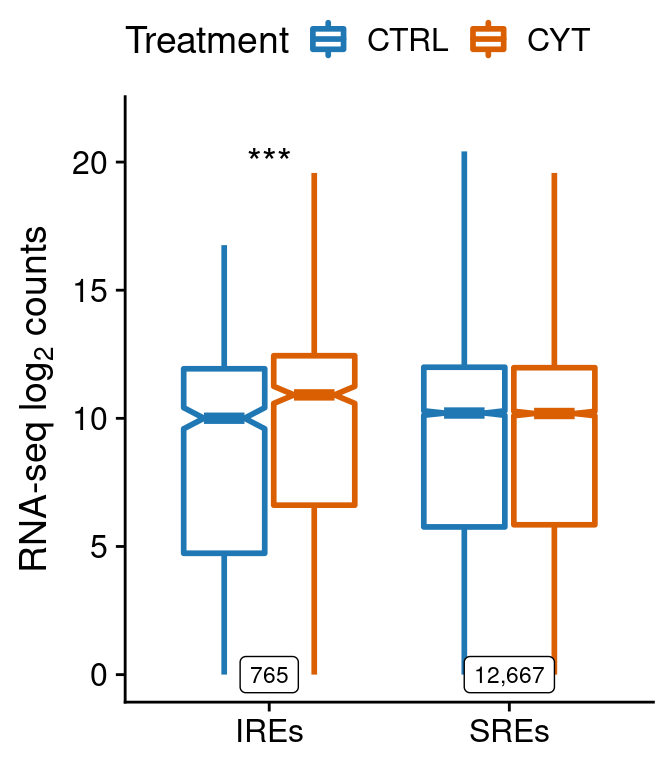 Treatment CTRL CYT
RNA-seq log₂ counts
20
15
10
5
0
***
765
12,667
IREs
SREs